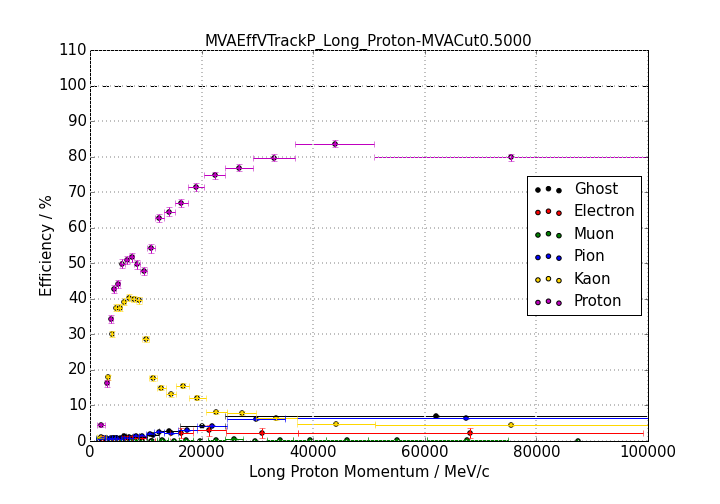 MVAEffVTrackP_Long_Proton-MVACut0.5000
110
100
90
80
70
60
50
40
30
20
10
0
Efficiency / %
Ghost
Electron
Muon
Pion
Kaon
Proton
0 20000 40000 60000 80000 100000
Long Proton Momentum / MeV/c